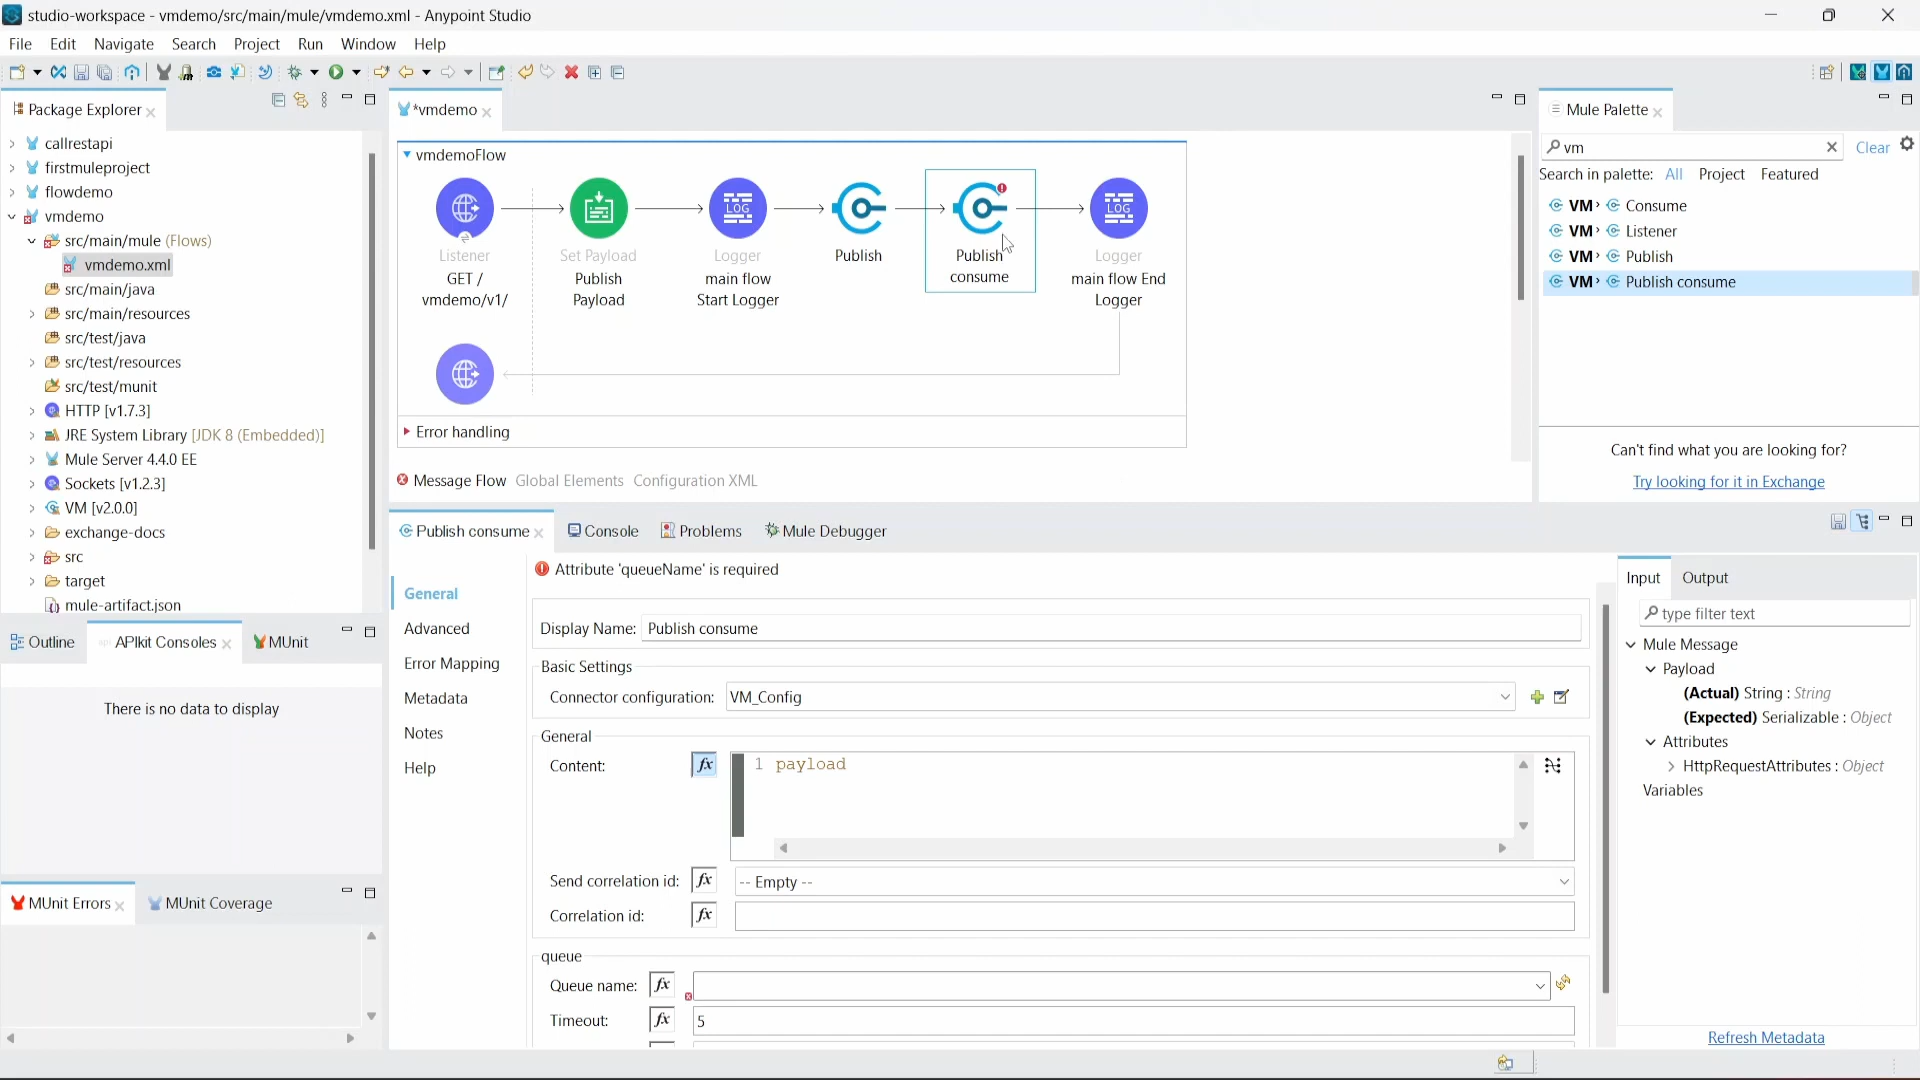 studio-workspace - vmdemo/src/main/mule/vmdemo.xml - Anypoint Studio
File Edit Navigate Search Project Run Window Help
Package Explorer
callrestapi
firstmuleproject
flowdemo
vmdemo
src/main/mule (Flows)
vmdemo.xml
src/main/java
src/main/resources
src/test/java
src/test/resources
src/test/munit
HTTP [v1.7.3]
JRE System Library [JDK 8 (Embedded)]
Mule Server 4.4.0 EE
Sockets [v1.2.3]
VM [v2.0.0]
exchange-docs
src
target
mule-artifact.json
Outline APIkit Consoles MUnit
There is no data to display
MUnit Errors MUnit Coverage
*vmdemo
vmdemoFlow
LOG LOG
Listener Set Payload Logger Publish Publish Logger
GET / Publish main flow consume main flow End
vmdemo/v1/ Payload Start Logger Logger
Error handling
Message Flow Global Elements Configuration XML
Mule Palette
vm Clear
Search in palette: All Project Featured
VM › Consume
VM › Listener
VM › Publish
VM › Publish consume
Can't find what you are looking for?
Try looking for it in Exchange
Publish consume Console Problems Mule Debugger
Attribute 'queueName' is required
General
Advanced
Error Mapping
Metadata
Notes
Help
Display Name: Publish consume
Basic Settings
Connector configuration: VM_Config
General
Content: fx 1 payload
Send correlation id: fx -- Empty --
Correlation id: fx
queue
Queue name: fx
Timeout: fx 5
Input Output
type filter text
Mule Message
Payload
(Actual) String : String
(Expected) Serializable : Object
Attributes
HttpRequestAttributes : Object
Variables
Refresh Metadata